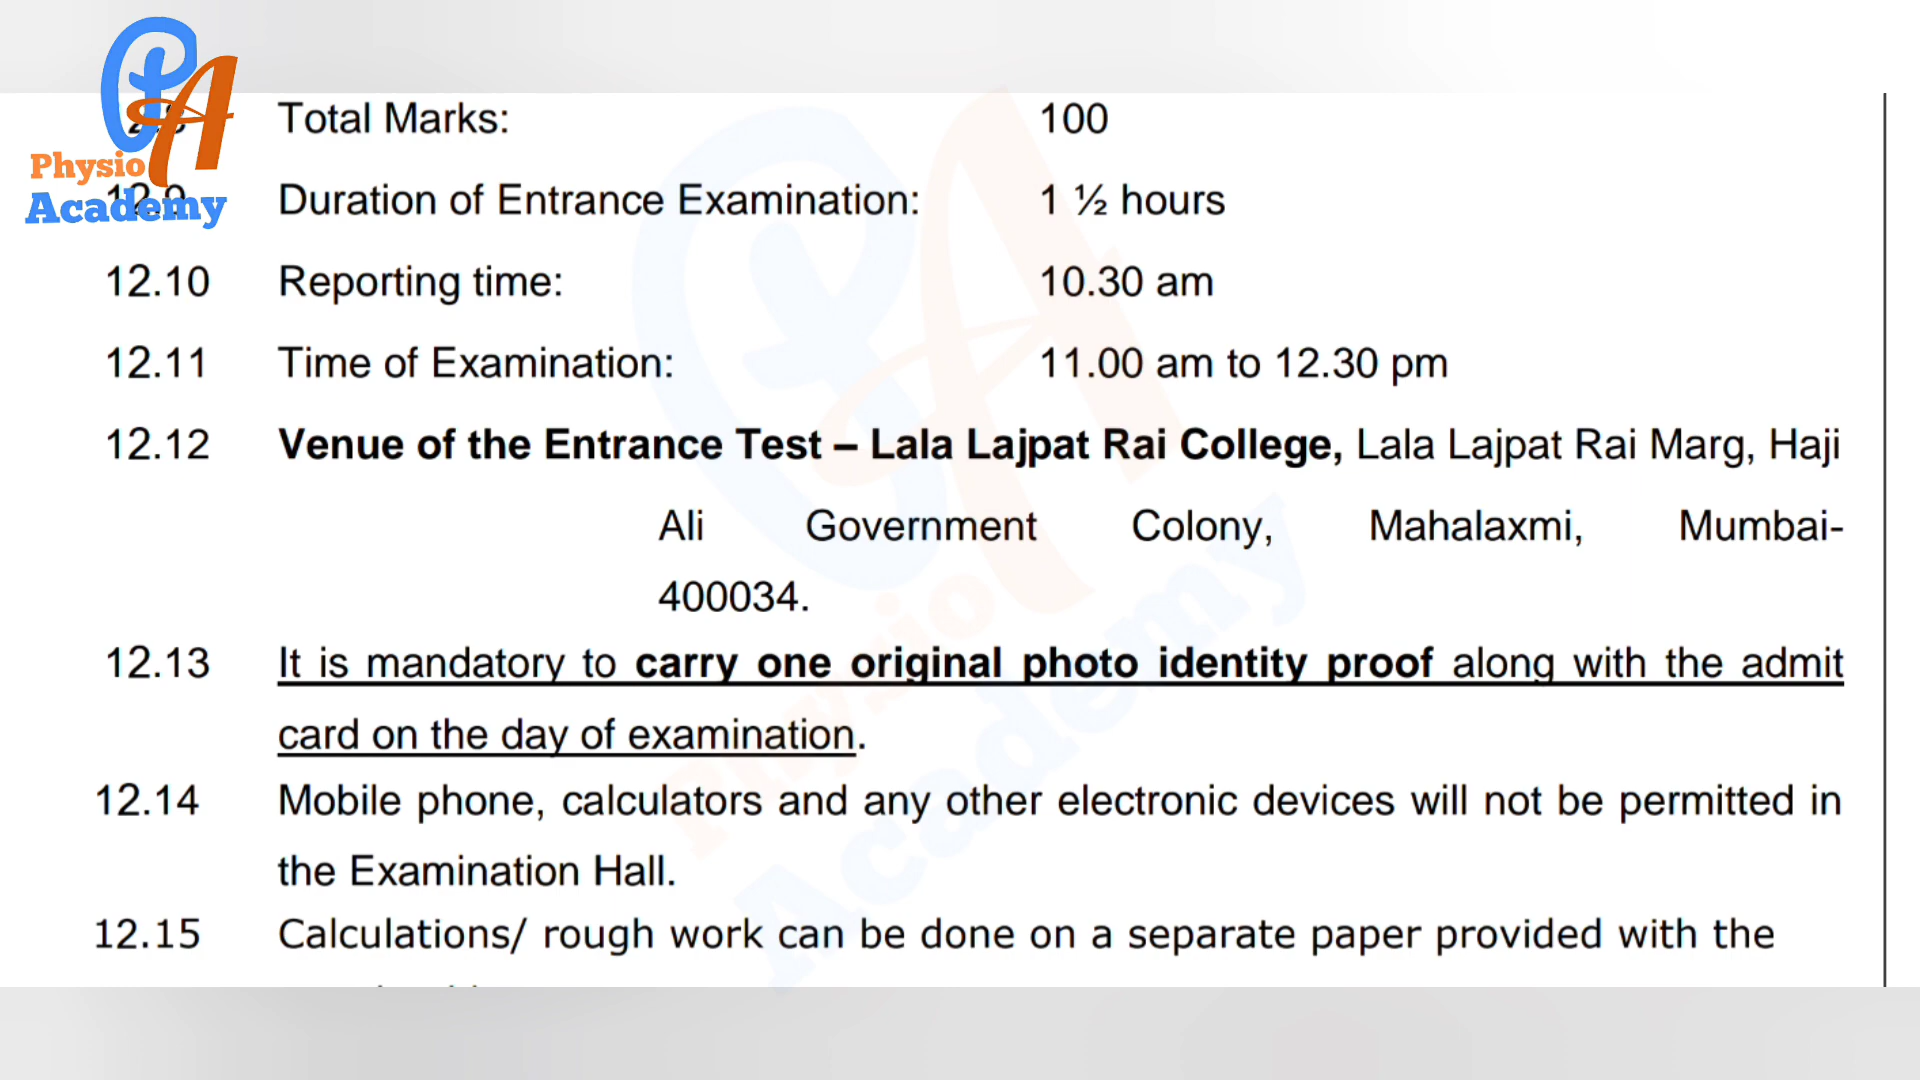 Physio
Academy
Total Marks: 100
12.9 Duration of Entrance Examination: 1 ½ hours
12.10 Reporting time: 10.30 am
12.11 Time of Examination: 11.00 am to 12.30 pm
12.12 Venue of the Entrance Test – Lala Lajpat Rai College, Lala Lajpat Rai Marg, Haji
Ali Government Colony, Mahalaxmi, Mumbai-
400034.
12.13 It is mandatory to carry one original photo identity proof along with the admit
card on the day of examination.
12.14 Mobile phone, calculators and any other electronic devices will not be permitted in
the Examination Hall.
12.15 Calculations/ rough work can be done on a separate paper provided with the
Physio
Academy